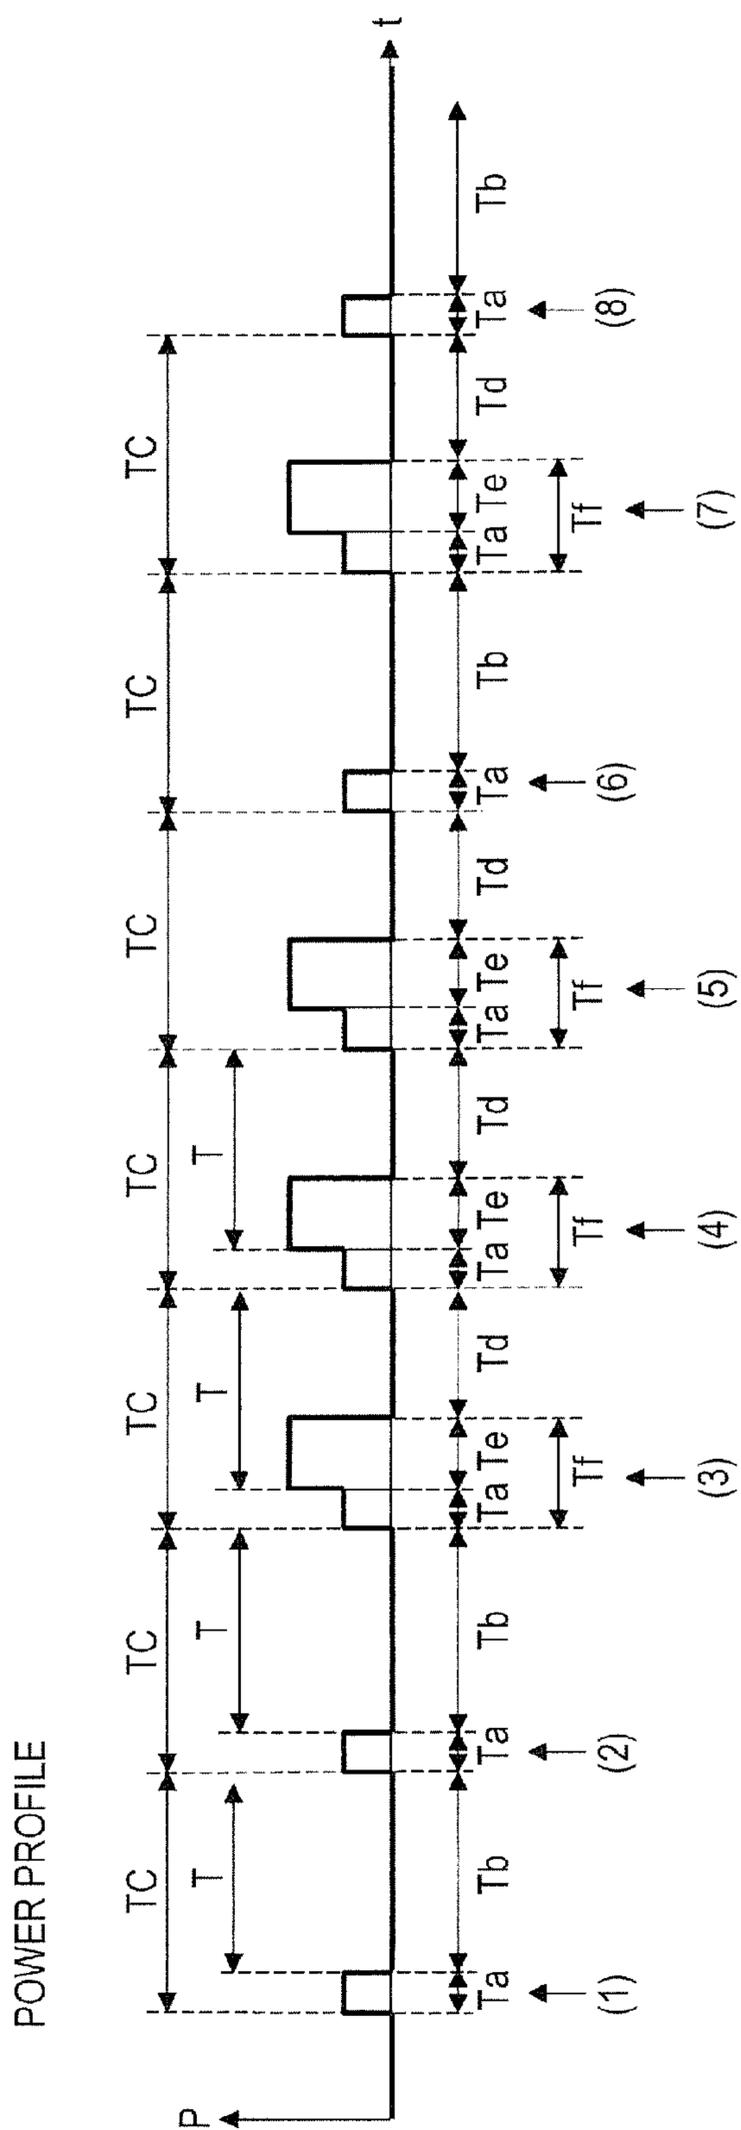 POWER PROFILE
TC TC TC TC TC TC TC
P T T T T
t
Ta Tb Ta Tb Ta Te Td Ta Te Td Ta Te Td Ta Tb Ta Te Td Ta Tb
Tf Tf Tf Tf
(1) (2) (6) (8)
(3) (4) (5) (7)